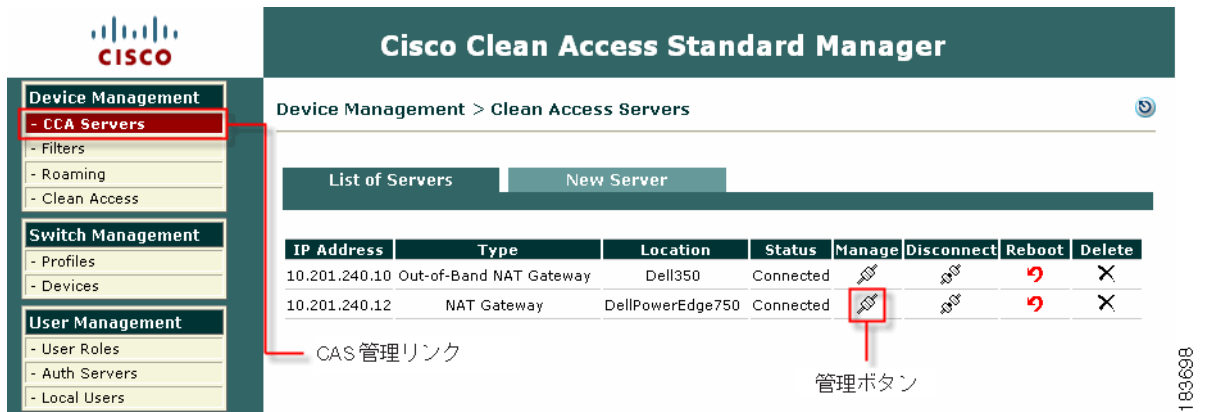 CISCO
Cisco Clean Access Standard Manager
Device Management
- CCA Servers
- Filters
- Roaming
- Clean Access
Switch Management
- Profiles
- Devices
User Management
- User Roles
- Auth Servers
- Local Users
Device Management > Clean Access Servers
List of Servers New Server
IP Address Type Location Status Manage Disconnect Reboot Delete
10.201.240.10 Out-of-Band NAT Gateway Dell350 Connected
10.201.240.12 NAT Gateway DellPowerEdge750 Connected
CAS 管理リンク
管理ボタン
183698